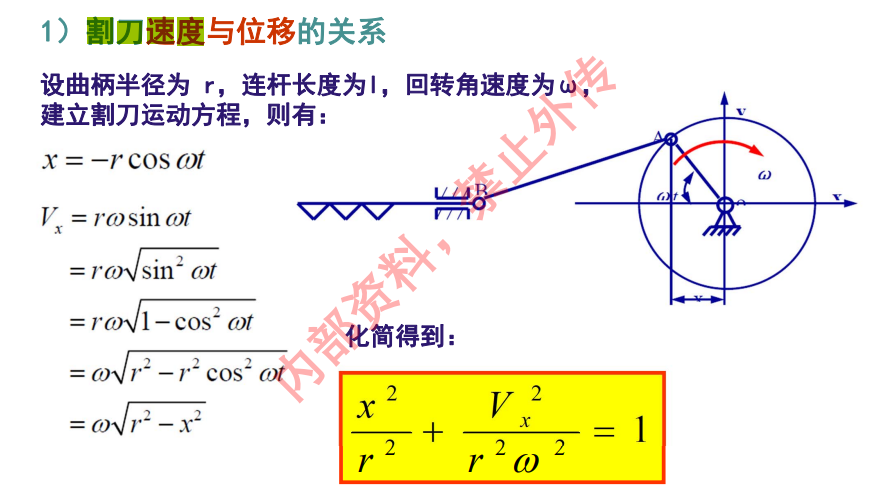 1）割刀速度与位移的关系
设曲柄半径为 r，连杆长度为l，回转角速度为ω，
建立割刀运动方程，则有：
x = −r cos ωt
V_x = rω sin ωt
= rω√(sin² ωt)
= rω√(1 − cos² ωt)
= ω√(r² − r² cos² ωt)
= ω√(r² − x²)
化简得到：
x²/r² + V_x²/(r²ω²) = 1
v
A
ω
B
ωt
x
x
内部资料，禁止外传